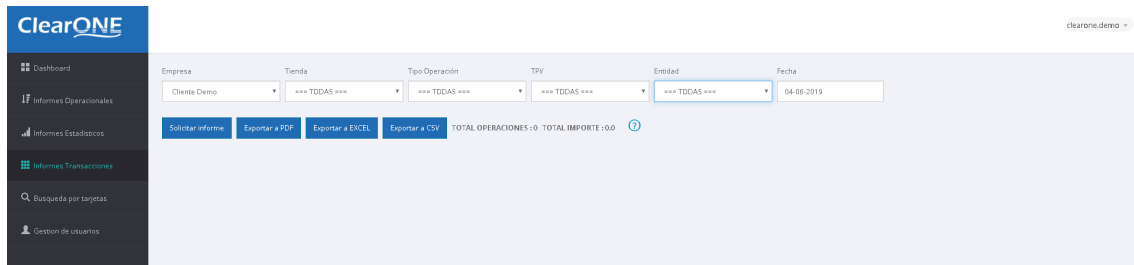 ClearONE
clearone.demo
Dashboard
Informes Operacionales
Informes Estadisticos
Informes Transacciones
Busqueda por tarjetas
Gestion de usuarios
Empresa Tienda Tipo Operación TPV Entidad Fecha
Cliente Demo === TODAS === === TODAS === === TODAS === === TODAS === 04-06-2019
Solicitar informe Exportar a PDF Exportar a EXCEL Exportar a CSV TOTAL OPERACIONES : 0 TOTAL IMPORTE : 0.0 ?